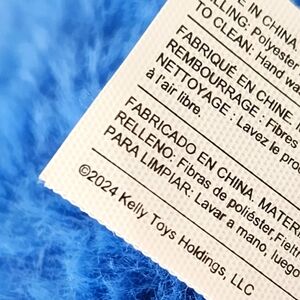 DE IN CHINA
LLING: Polyester
TO CLEAN: Hand wa
FABRIQUÉ EN CHINE.
REMBOURRAGE: Fibres
NETTOYAGE: Lavez le prod
à l'air libre.
FABRICADO EN CHINA. MATER
RELLENO: Fibras de poliéster,
PARA LIMPIAR: Lavar a mano, luego
©2024 Kelly Toys Holdings, LLC